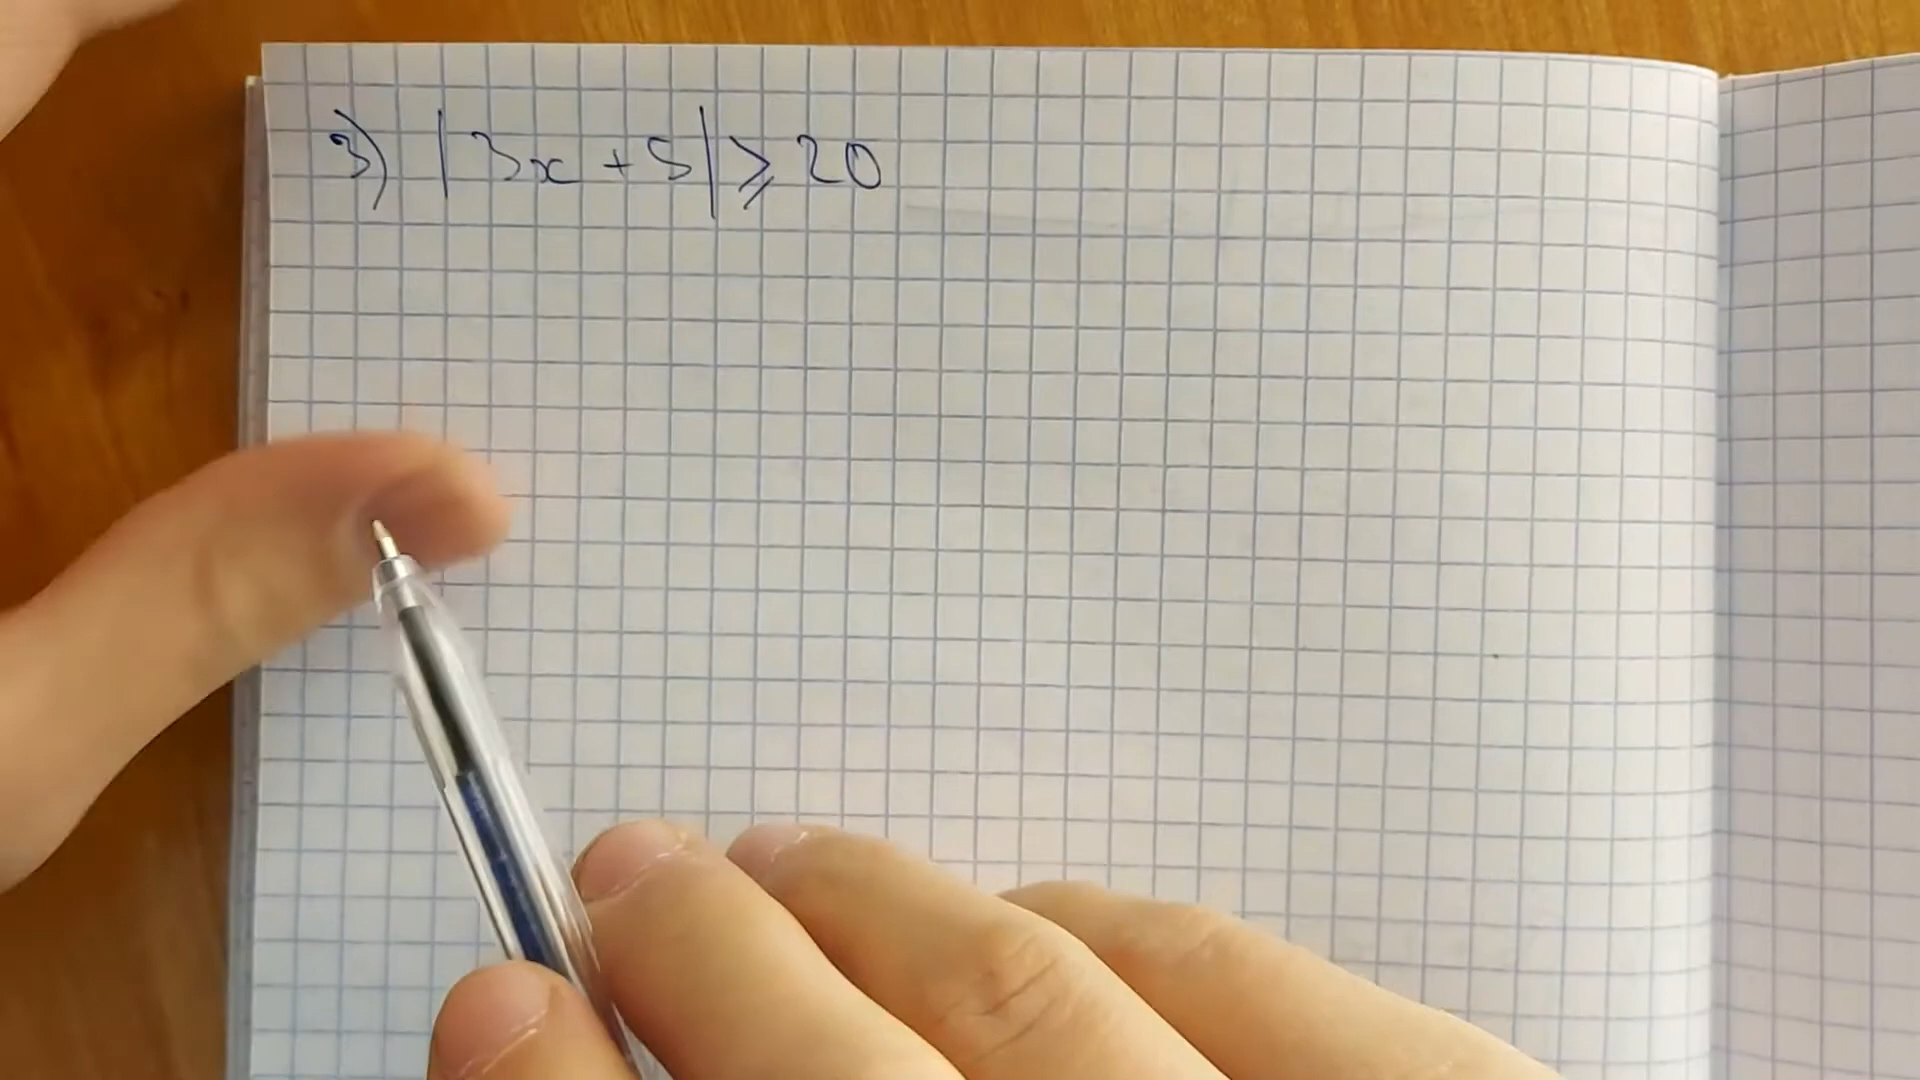 3) |3x + 5| ⩾ 20